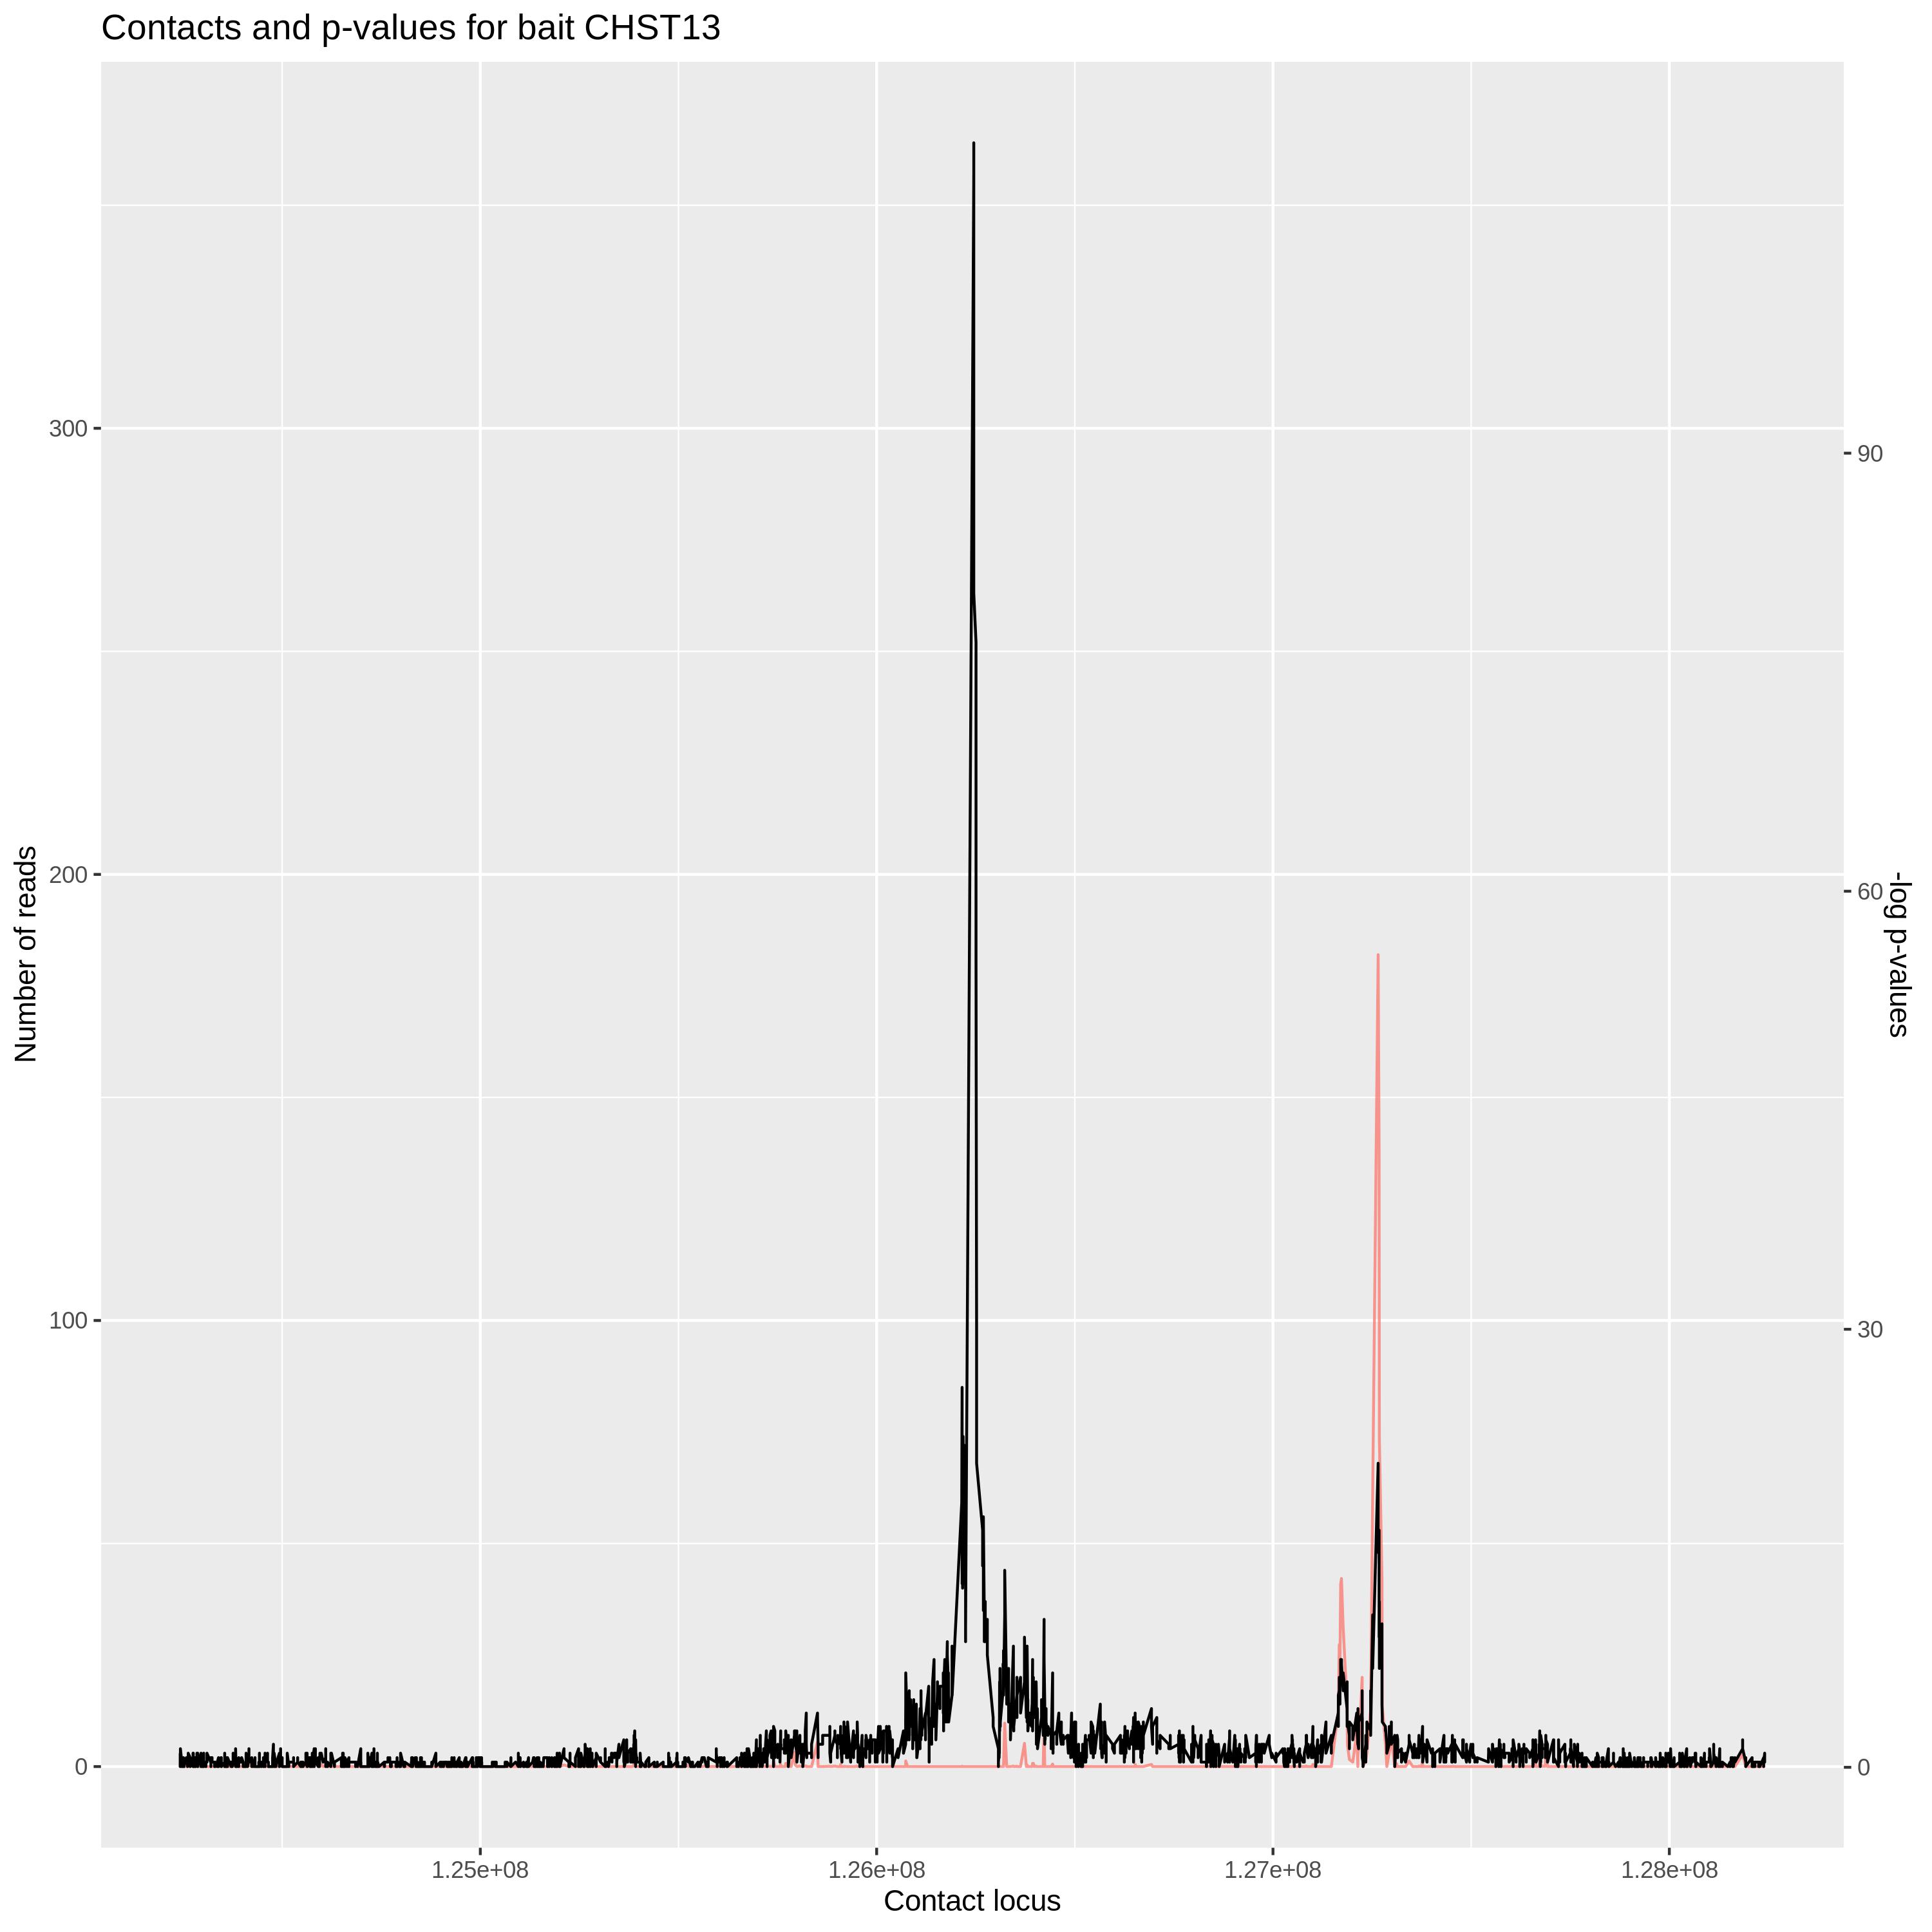 Contacts and p-values for bait CHST13
Number of reads
300
200
100
0
90
60
30
0
-log p-values
1.25e+08
1.26e+08
1.27e+08
1.28e+08
Contact locus